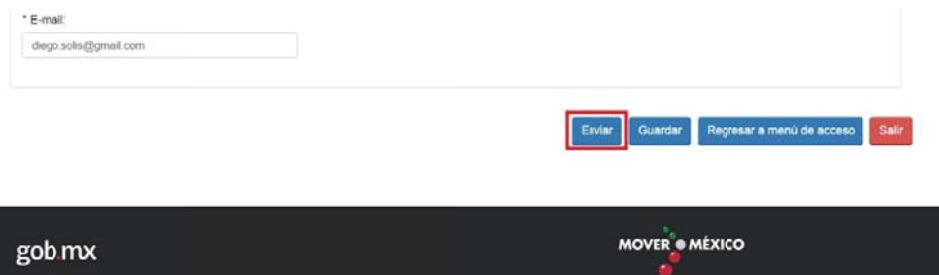 * E-mail:
diego.solis@gmail.com
Enviar Guardar Regresar a menú de acceso Salir
gob.mx MOVER MÉXICO